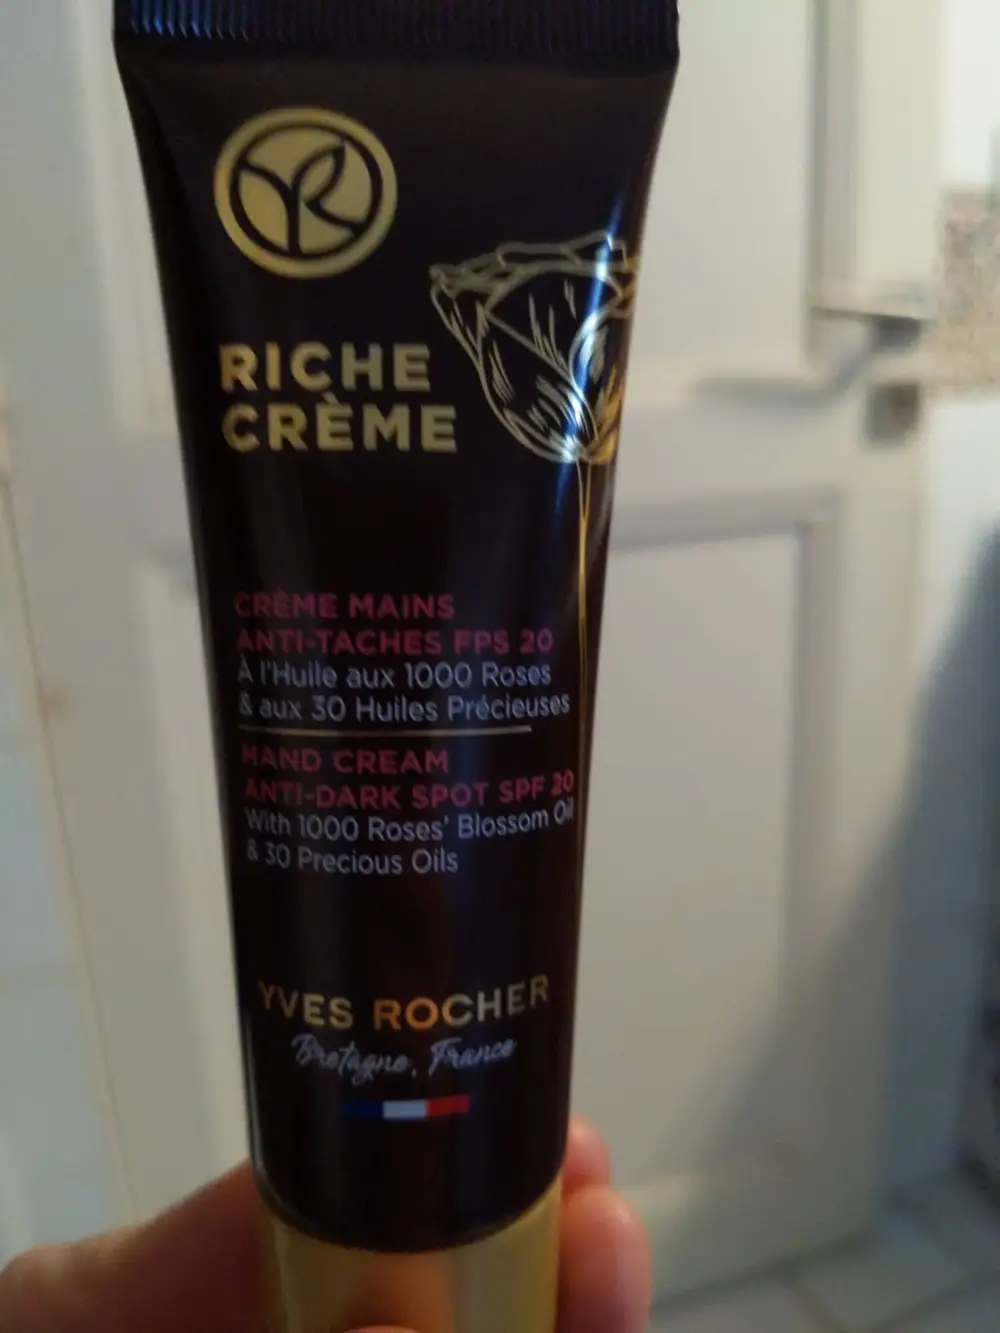 RICHE
CRÈME
CRÈME MAINS
ANTI-TACHES FPS 20
À l'Huile aux 1000 Roses
& aux 30 Huiles Précieuses
HAND CREAM
ANTI-DARK SPOT SPF 20
With 1000 Roses' Blossom Oil
& 30 Precious Oils
YVES ROCHER
Bretagne, France